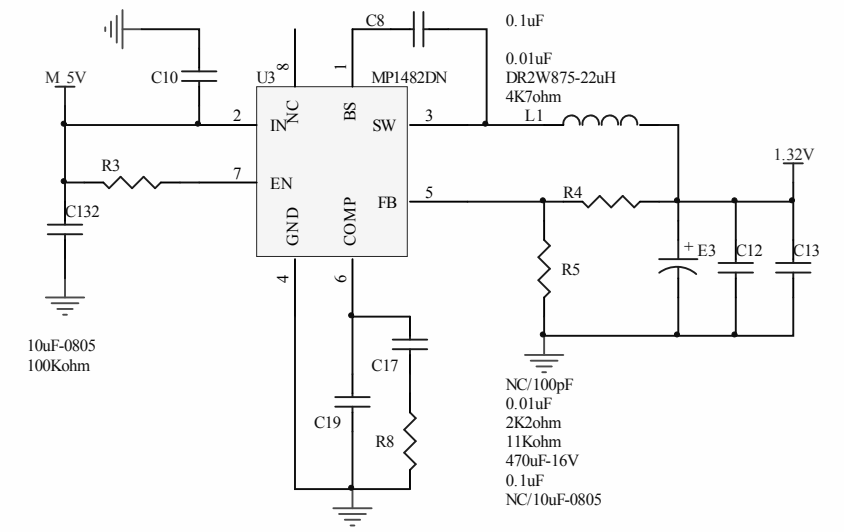 C8
0.1uF
0.01uF
M 5V
C10
U3
8
1
MP1482DN
DR2W875-22uH
4K7ohm
2
IN
NC
BS
SW
3
L1
1.32V
R3
7
EN
FB
5
R4
C132
GND
COMP
R5
+
E3
C12
C13
4
6
10uF-0805
100Kohm
C17
C19
R8
NC/100pF
0.01uF
2K2ohm
11Kohm
470uF-16V
0.1uF
NC/10uF-0805